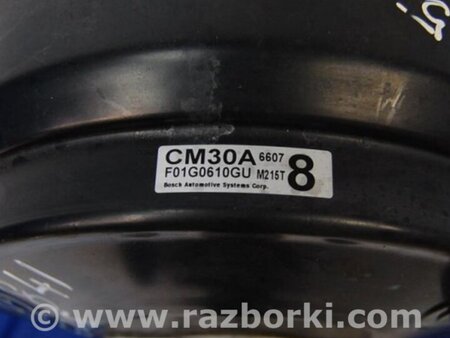 CM30A 6607
F01G0610GU M215T 8
Bosch Automotive Systems Corp.
www.razborki.com